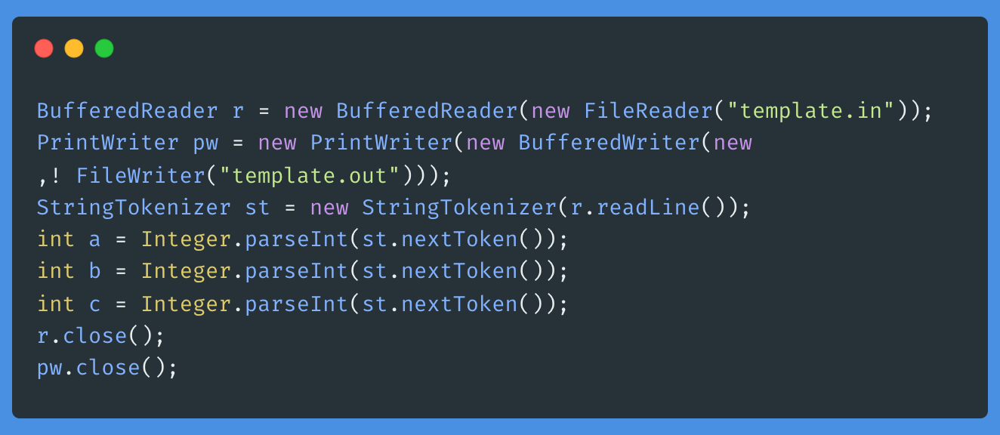 BufferedReader r = new BufferedReader(new FileReader("template.in"));
PrintWriter pw = new PrintWriter(new BufferedWriter(new
,! FileWriter("template.out")));
StringTokenizer st = new StringTokenizer(r.readLine());
int a = Integer.parseInt(st.nextToken());
int b = Integer.parseInt(st.nextToken());
int c = Integer.parseInt(st.nextToken());
r.close();
pw.close();